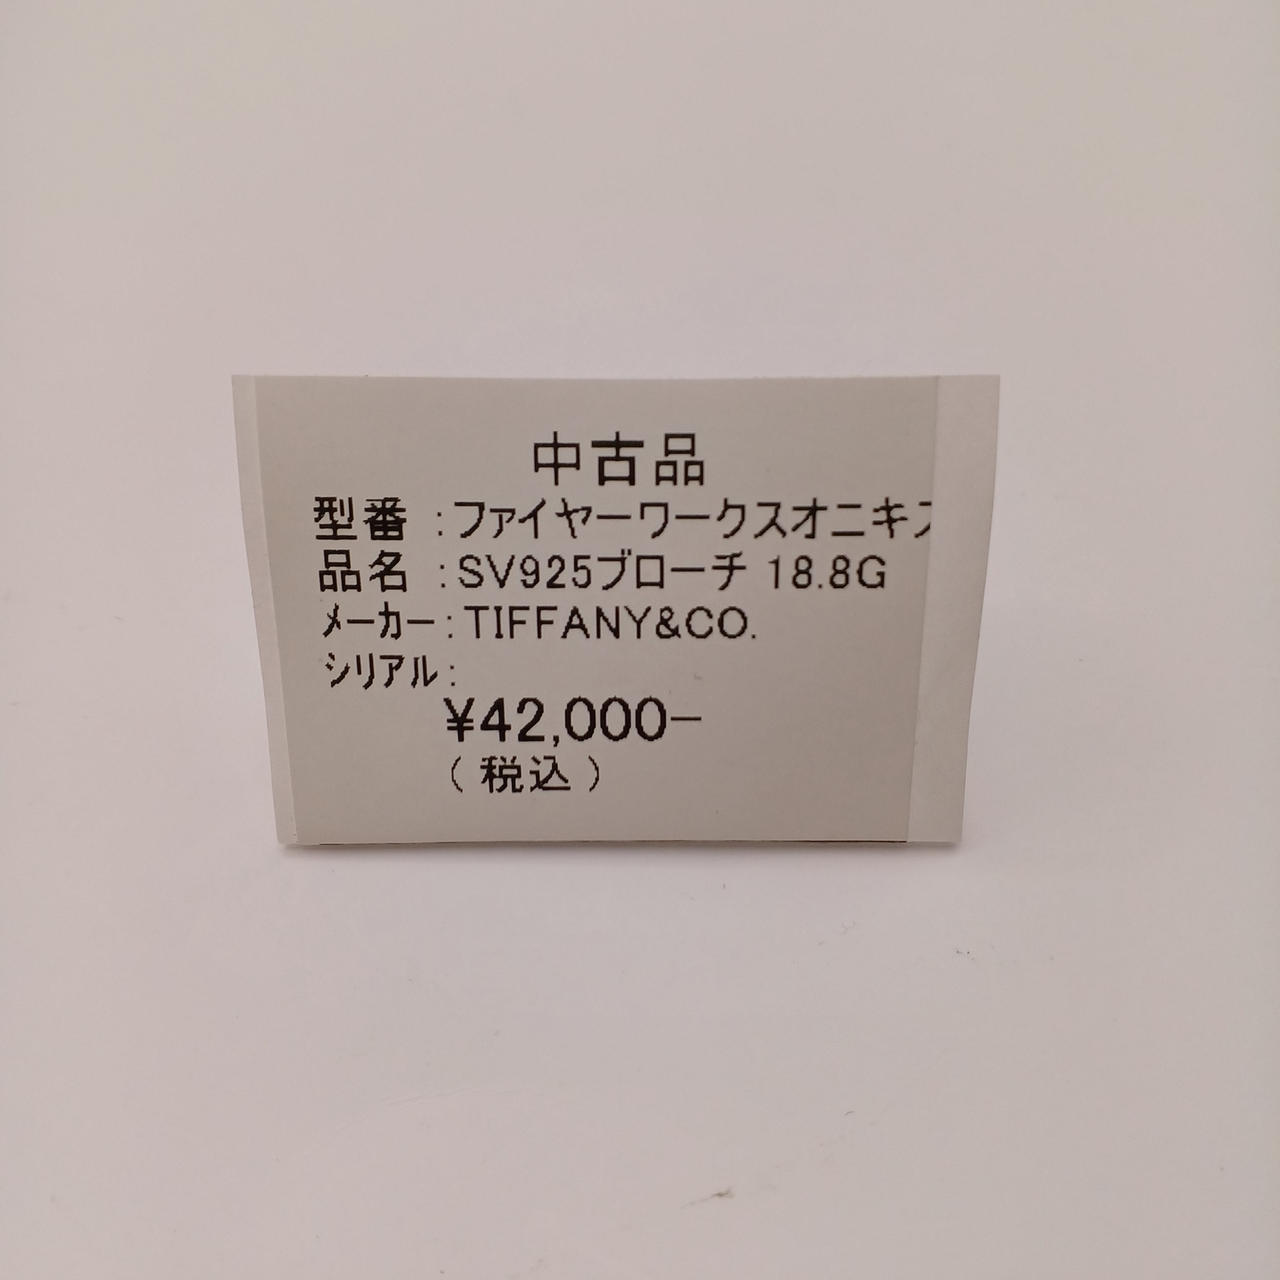 中古品
型番 :ファイヤーワークスオニキス
品名 :SV925ブローチ 18.8G
メーカー:TIFFANY&CO.
シリアル:
¥42,000-
(税込)